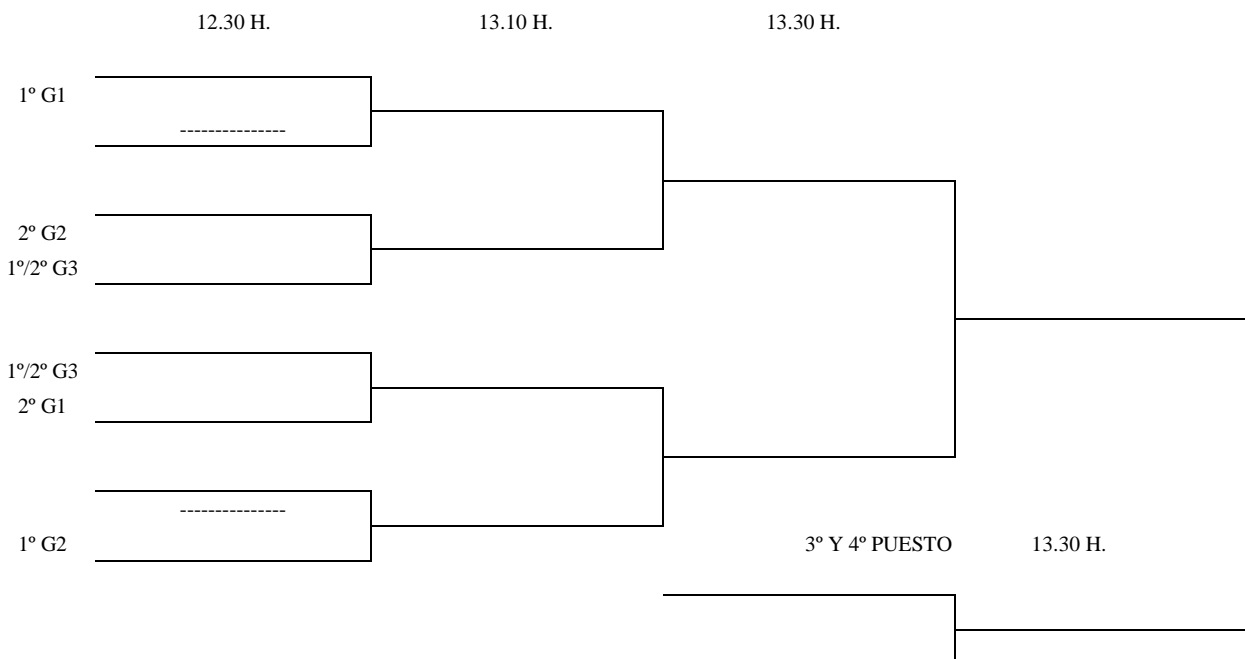 12.30 H. 13.10 H. 13.30 H.
1º G1
---------------
2º G2
1º/2º G3
1º/2º G3
2º G1
---------------
1º G2 3º Y 4º PUESTO 13.30 H.